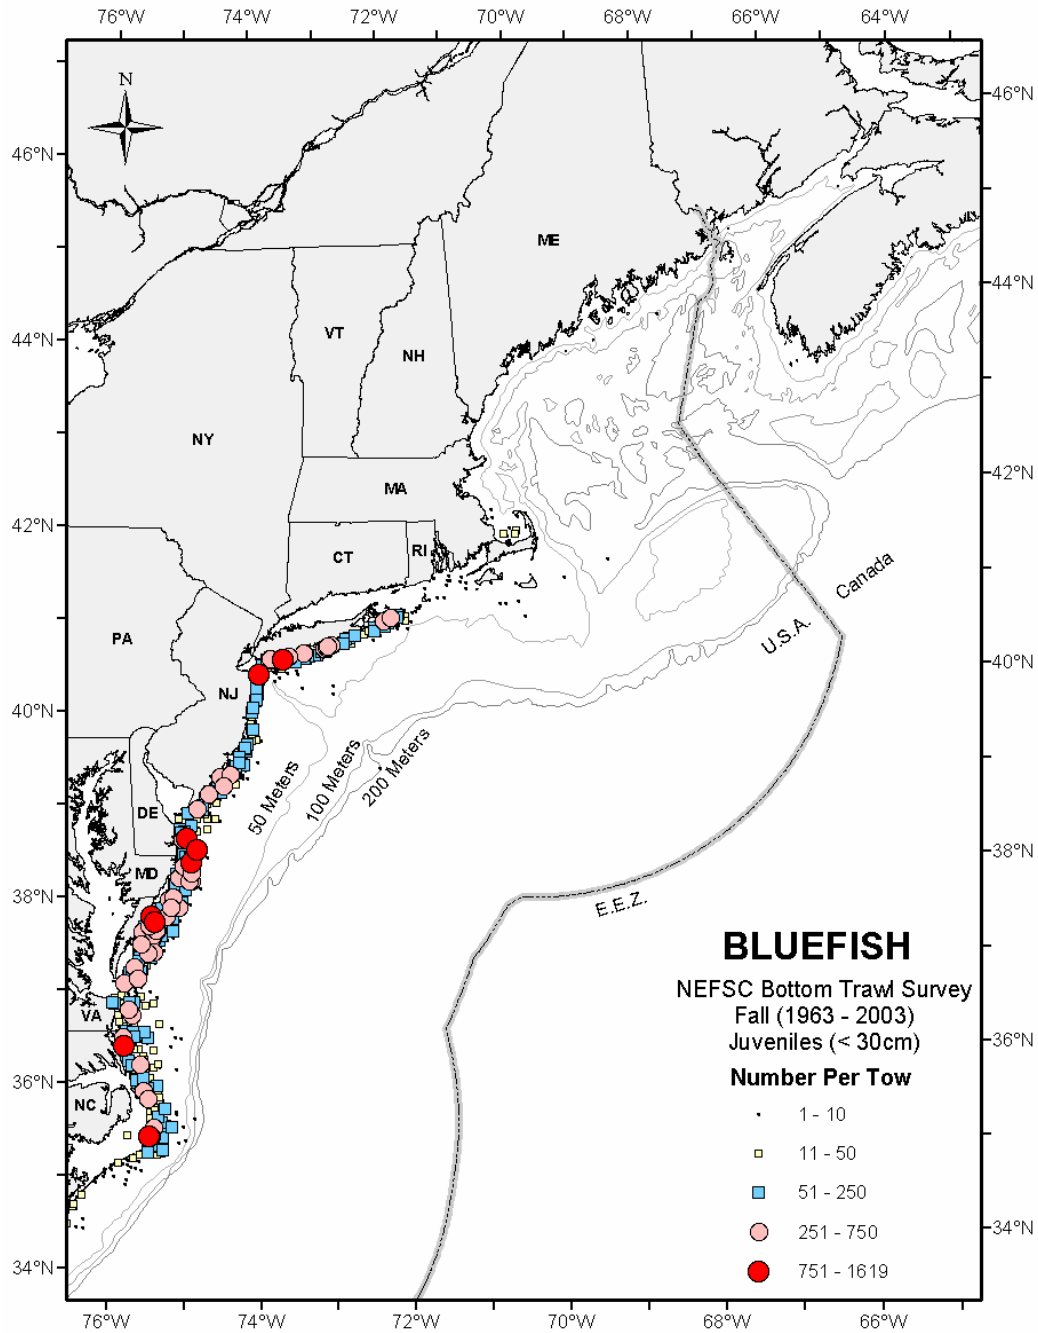 76°W 74°W 72°W 70°W 68°W 66°W 64°W
N
46°N
46°N
ME
44°N
VT
44°N
NH
NY
42°N
MA
42°N
CT
RI
Canada
PA
U.S.A.
40°N
NJ
40°N
50 Meters
100 Meters
200 Meters
DE
38°N
MD
38°N
E.E.Z.
BLUEFISH
NEFSC Bottom Trawl Survey
Fall (1963 - 2003)
Juveniles (< 30cm)
VA
36°N
Number Per Tow
36°N
NC
1 - 10
11 - 50
51 - 250
34°N
251 - 750
34°N
751 - 1619
76°W 74°W 72°W 70°W 68°W 66°W